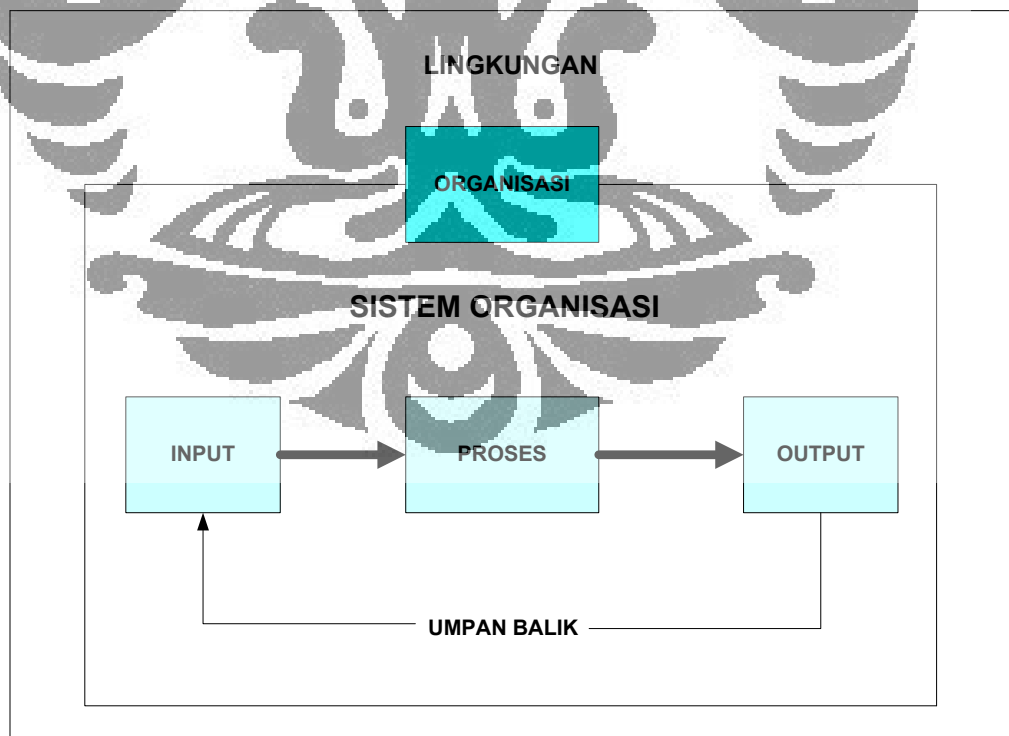 LINGKUNGAN
ORGANISASI
SISTEM ORGANISASI
INPUT
PROSES
OUTPUT
UMPAN BALIK